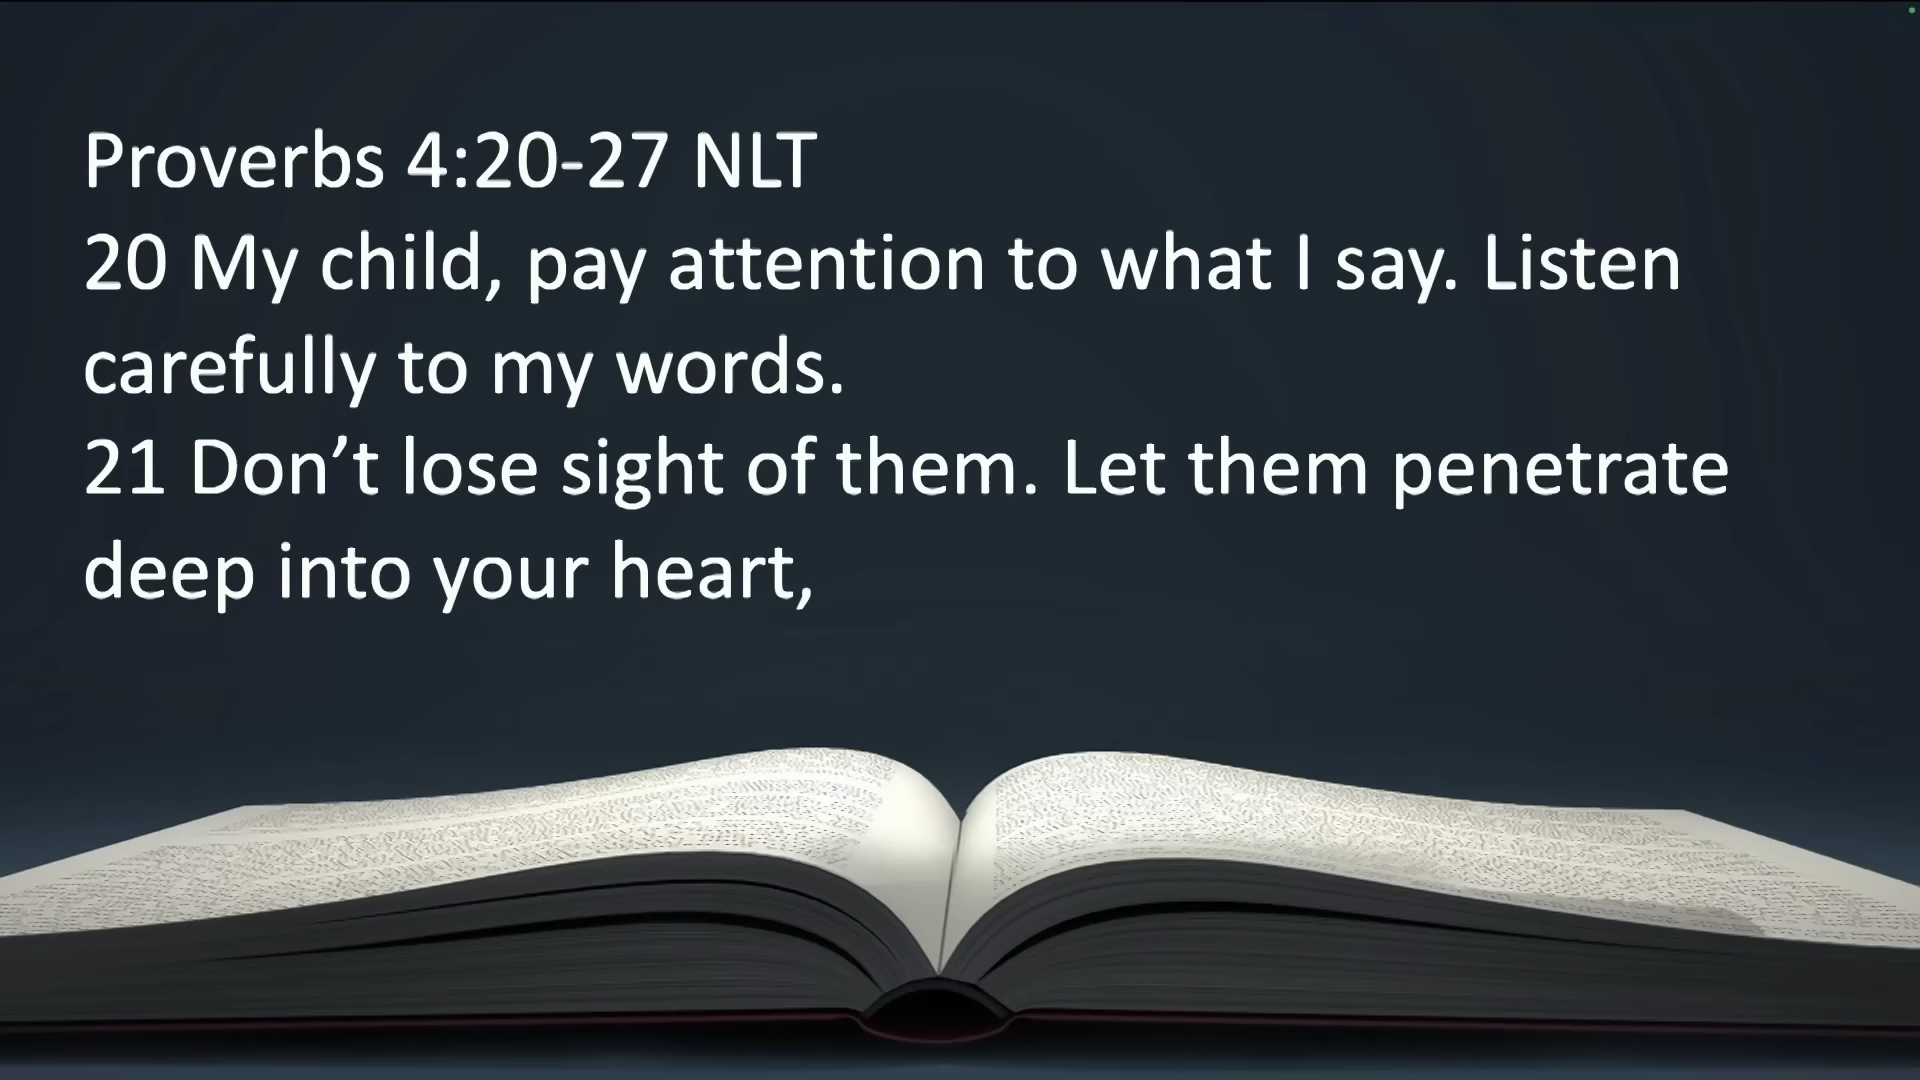 Proverbs 4:20-27 NLT
20 My child, pay attention to what I say. Listen
carefully to my words.
21 Don’t lose sight of them. Let them penetrate
deep into your heart,